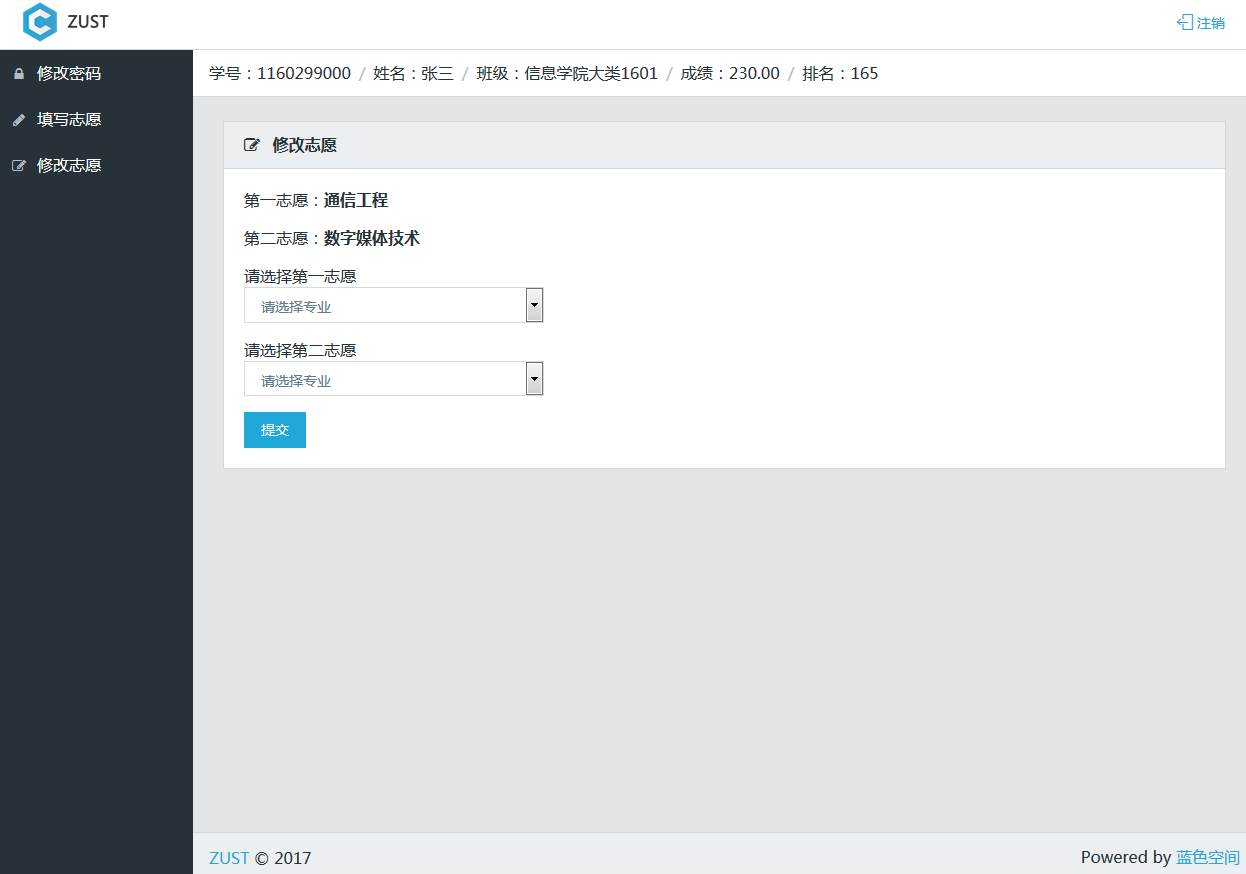 ZUST
注销
修改密码
填写志愿
修改志愿
学号：1160299000 / 姓名：张三 / 班级：信息学院大类1601 / 成绩：230.00 / 排名：165
修改志愿
第一志愿：通信工程
第二志愿：数字媒体技术
请选择第一志愿
请选择专业
请选择第二志愿
请选择专业
提交
ZUST © 2017
Powered by 蓝色空间